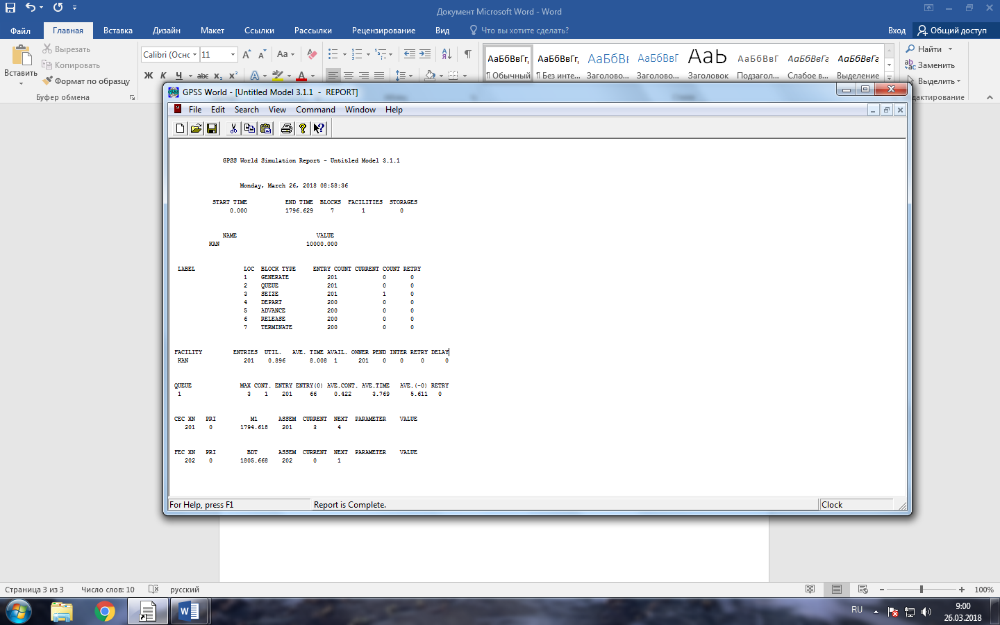 Документ Microsoft Word - Word
Файл Главная Вставка Дизайн Макет Ссылки Рассылки Рецензирование Вид Что вы хотите сделать? Вход Общий доступ
Вставить
Вырезать
Копировать
Формат по образцу
Буфер обмена
Calibri (Оснс 11
Ж К Ч abc x₂ x²
АаБбВвГг, АаБбВвГг, АаБбВв АаБбВвГ АаБ АаБбВвГ АаБбВвГг АаБбВвГг
¶ Обычный ¶ Без инте... Заголово... Заголово... Заголовок Подзагол... Слабое в... Выделение
Найти
Заменить
Выделить
едактирование
GPSS World - [Untitled Model 3.1.1 - REPORT]
File Edit Search View Command Window Help
GPSS World Simulation Report - Untitled Model 3.1.1
Monday, March 26, 2018 08:58:36
START TIME END TIME BLOCKS FACILITIES STORAGES
0.000 1796.629 7 1 0
NAME VALUE
KAN 10000.000
LABEL LOC BLOCK TYPE ENTRY COUNT CURRENT COUNT RETRY
1 GENERATE 201 0 0
2 QUEUE 201 0 0
3 SEIZE 201 1 0
4 DEPART 200 0 0
5 ADVANCE 200 0 0
6 RELEASE 200 0 0
7 TERMINATE 200 0 0
FACILITY ENTRIES UTIL. AVE. TIME AVAIL. OWNER PEND INTER RETRY DELAY
KAN 201 0.896 8.008 1 201 0 0 0 0
QUEUE MAX CONT. ENTRY ENTRY(0) AVE.CONT. AVE.TIME AVE.(-0) RETRY
1 3 1 201 66 0.422 3.769 5.611 0
CEC XN PRI M1 ASSEM CURRENT NEXT PARAMETER VALUE
201 0 1794.618 201 3 4
FEC XN PRI BDT ASSEM CURRENT NEXT PARAMETER VALUE
202 0 1805.668 202 0 1
For Help, press F1 Report is Complete. Clock
Страница 3 из 3 Число слов: 10 русский 100%
RU 9:00
26.03.2018